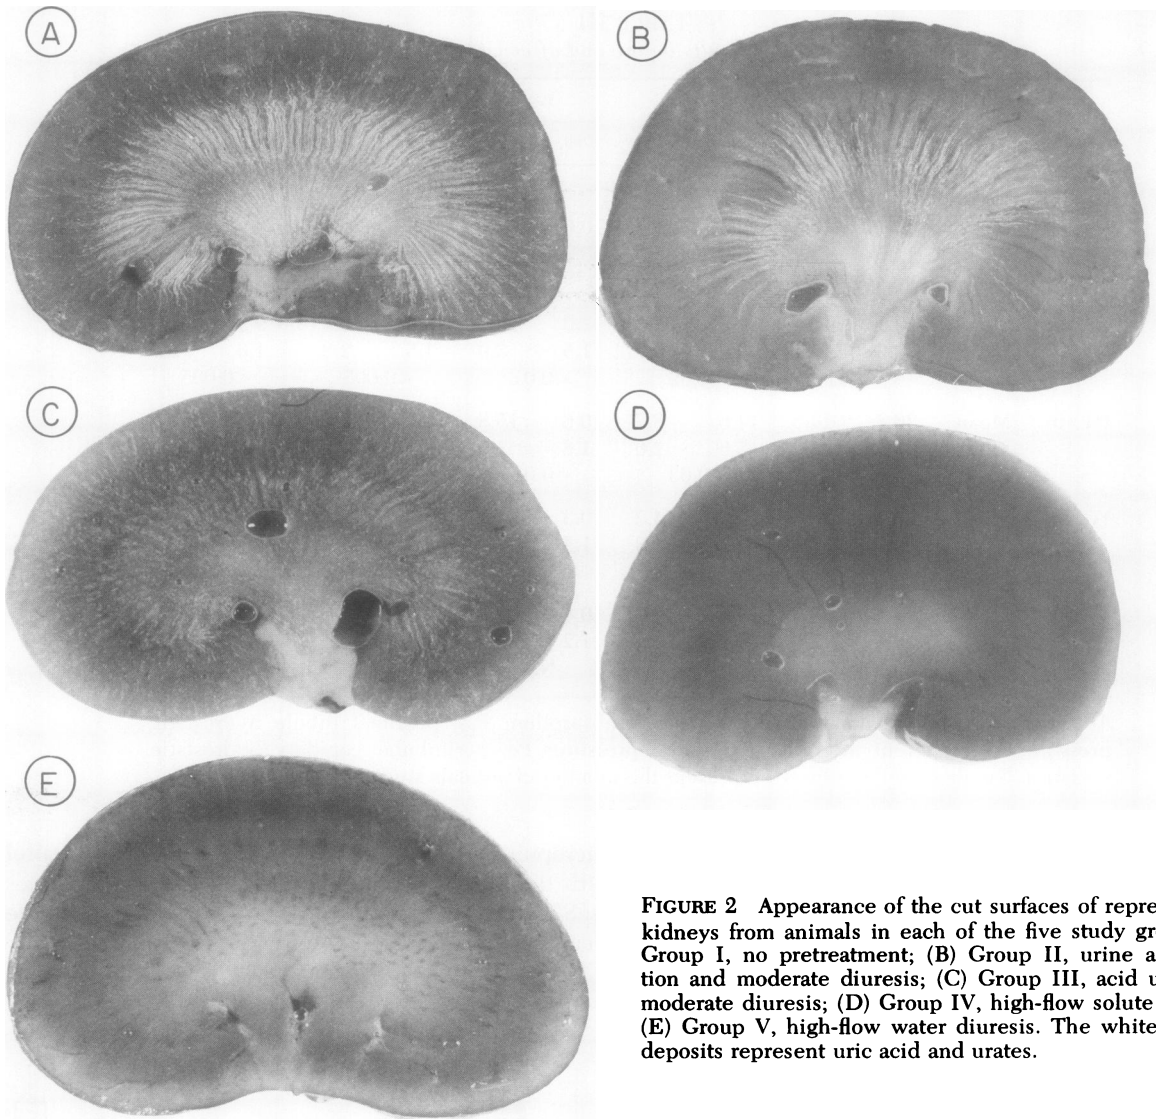 A
B
C
D
E
FIGURE 2 Appearance of the cut surfaces of repre
kidneys from animals in each of the five study gr
Group I, no pretreatment; (B) Group II, urine a
tion and moderate diuresis; (C) Group III, acid u
moderate diuresis; (D) Group IV, high-flow solute
(E) Group V, high-flow water diuresis. The white
deposits represent uric acid and urates.